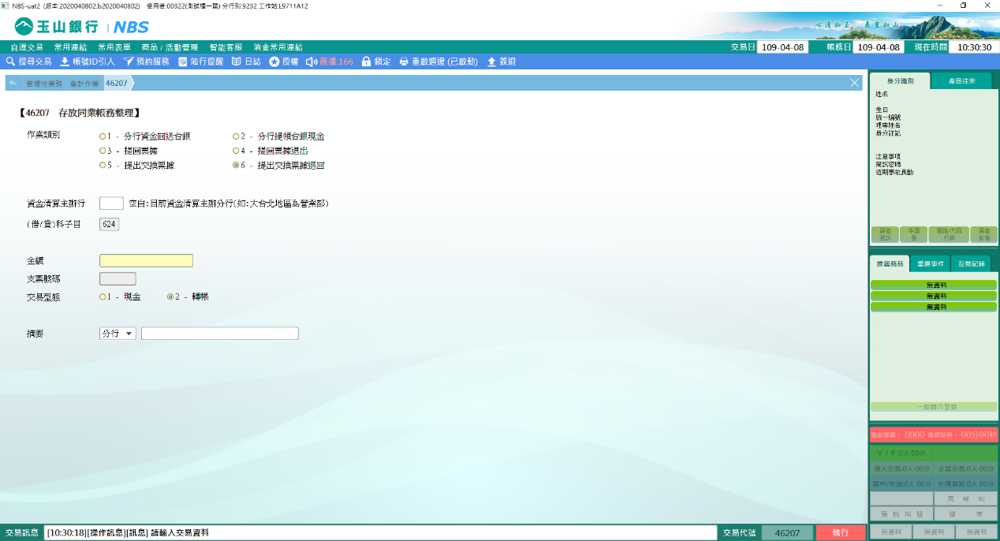 NBS-uat2 (版本:2020040802.b2020040802) 使用者:00322(測試櫃一龍) 分行別:9232 工作站:L9711A12
玉山銀行 | NBS
心清如玉。 義重如山。
自選交易 常用連結 常用表單 商品 / 活動管理 智能客服 消金常用連結 交易日 109-04-08 帳務日 109-04-08 現在時間 10:30:30
搜尋交易 帳號ID引入 預約服務 蒞行提醒 日誌 授權 廣播:166 鎖定 重啟週邊 (已啟動) 簽退
管理性業務 會計作業 46207
身分識別 產品往來
姓名
生日
統一編號
理專姓名
身分註記
注意事項
簡訊密碼
近期事故異動
顧客資訊 手機 道路/共同行銷 顧客影像
【46207 存放同業帳務整理】
作業類別
1 - 分行資金回送台銀 2 - 分行提領台銀現金
3 - 提回票據 4 - 提回票據退出
5 - 提出交換票據 6 - 提出交換票據退回
資金清算主辦行 空白:目前資金清算主辦分行(如:大台北地區為營業部)
(借/貸)科子目 624
金額
支票號碼
交易型態 1 - 現金 2 - 轉帳
摘要 分行
推薦商品 重要事件 互動記錄
無資料
無資料
無資料
一般轉介登錄
服務號碼: 0000 等候時間: 00分00秒
VIP:0人 00分
個人交易:0人 00分 企業交易:0人 00分
開戶/申請:0人 00分 外匯業務:0人 00分
再 呼 叫
預 約 叫 號 結 束
無資料 無資料 無資料
交易訊息 [10:30:18][操作訊息][訊息] 請輸入交易資料 交易代號 46207 執行